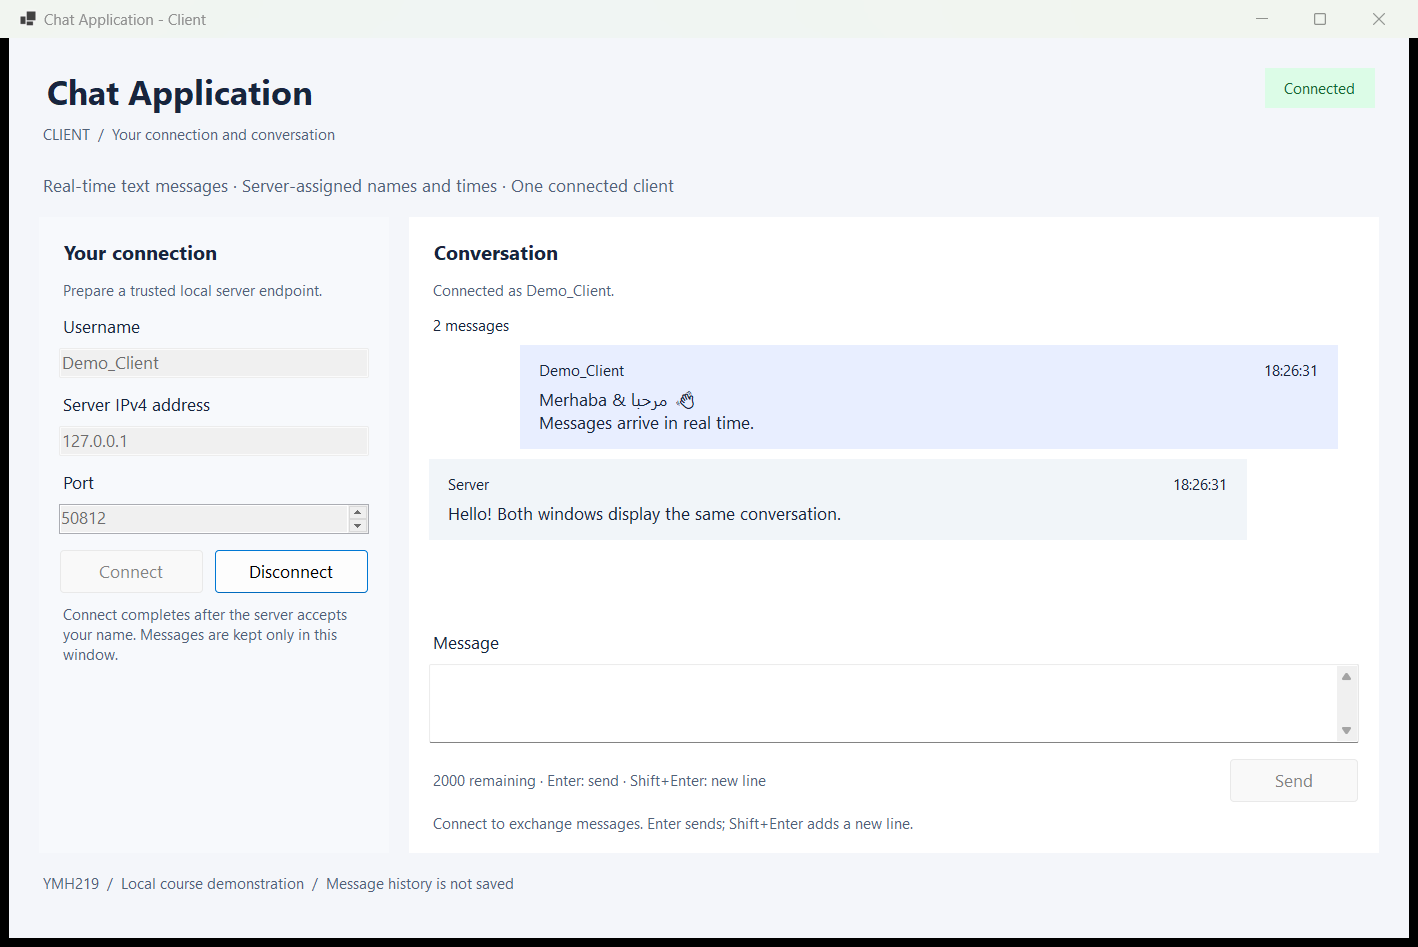 Chat Application - Client
Chat Application
Connected
CLIENT / Your connection and conversation
Real-time text messages · Server-assigned names and times · One connected client
Your connection
Prepare a trusted local server endpoint.
Username
Demo_Client
Server IPv4 address
127.0.0.1
Port
50812
Connect
Disconnect
Connect completes after the server accepts
your name. Messages are kept only in this
window.
Conversation
Connected as Demo_Client.
2 messages
Demo_Client 18:26:31
Merhaba & مرحبا 👋
Messages arrive in real time.
Server 18:26:31
Hello! Both windows display the same conversation.
Message
2000 remaining · Enter: send · Shift+Enter: new line
Send
Connect to exchange messages. Enter sends; Shift+Enter adds a new line.
YMH219 / Local course demonstration / Message history is not saved